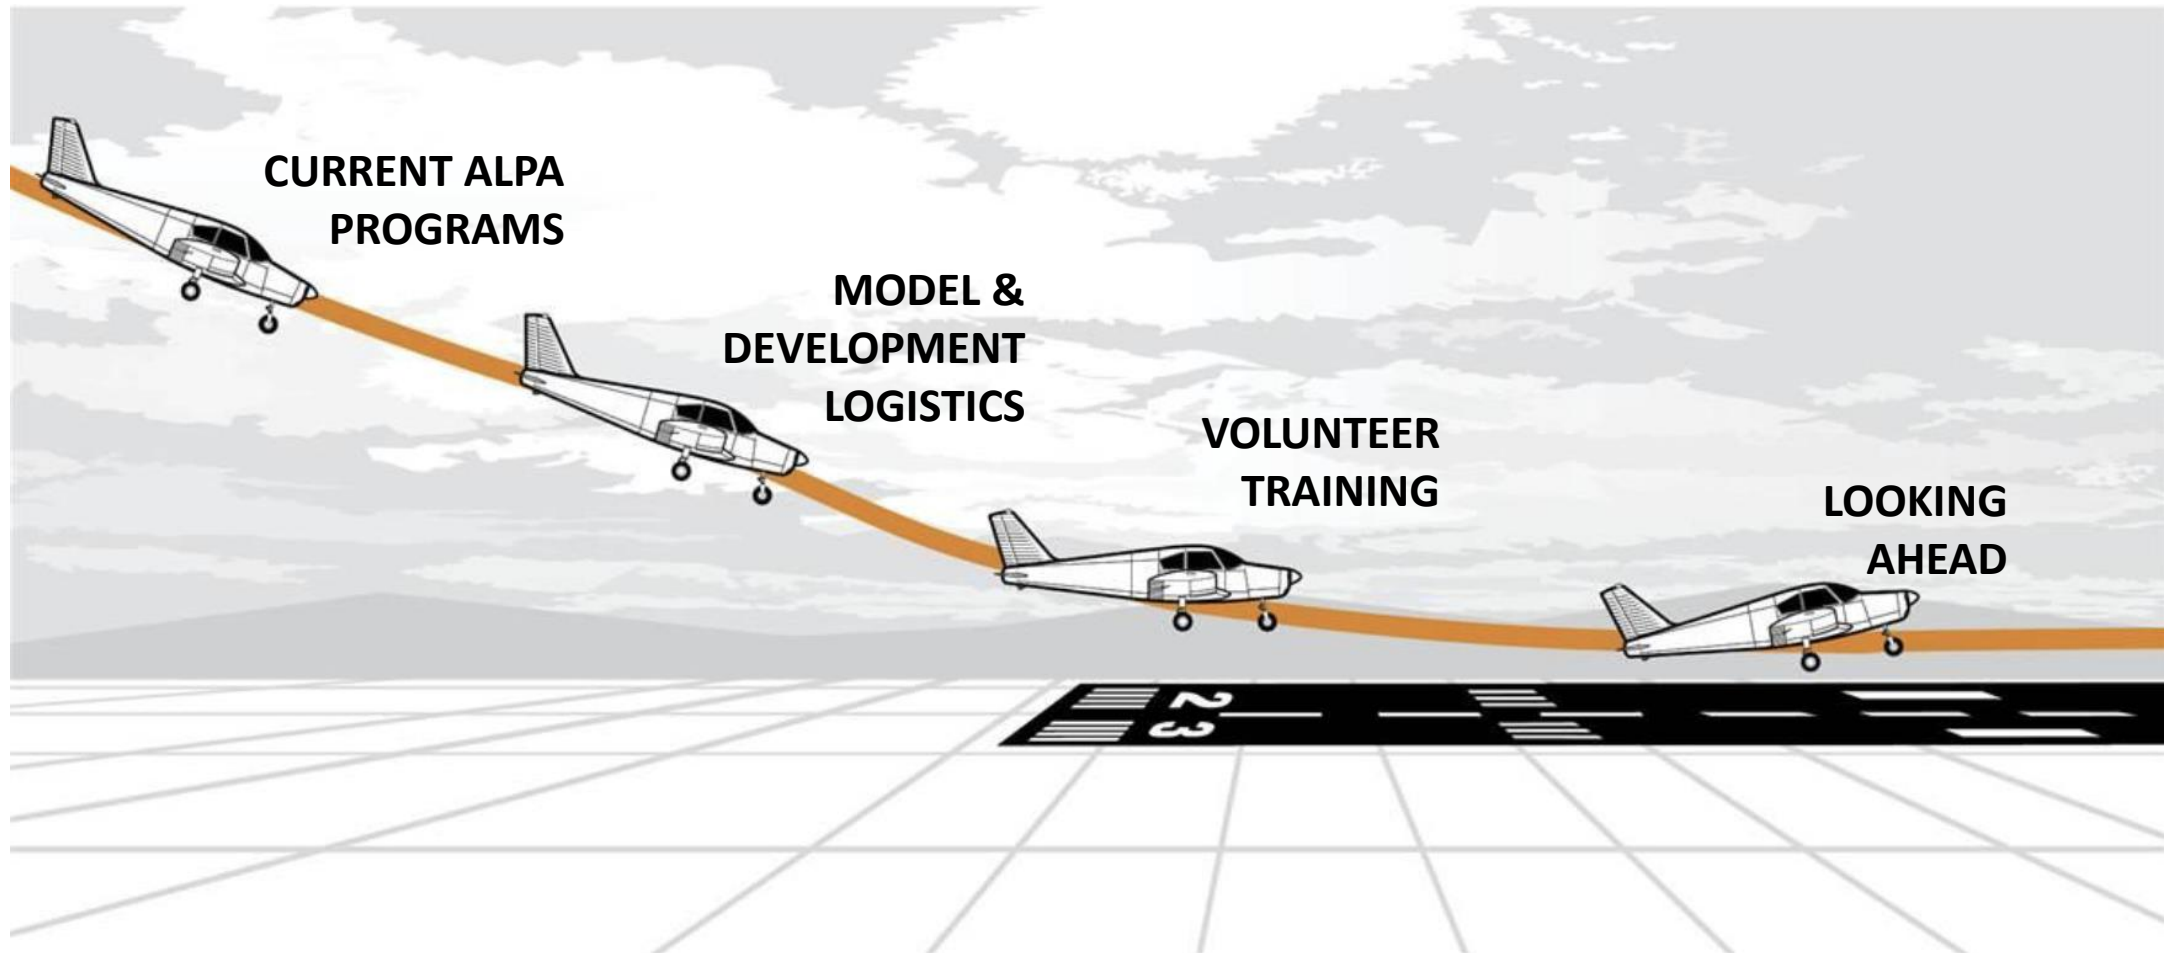 CURRENT ALPA
PROGRAMS
MODEL &
DEVELOPMENT
LOGISTICS
VOLUNTEER
TRAINING
LOOKING
AHEAD
23